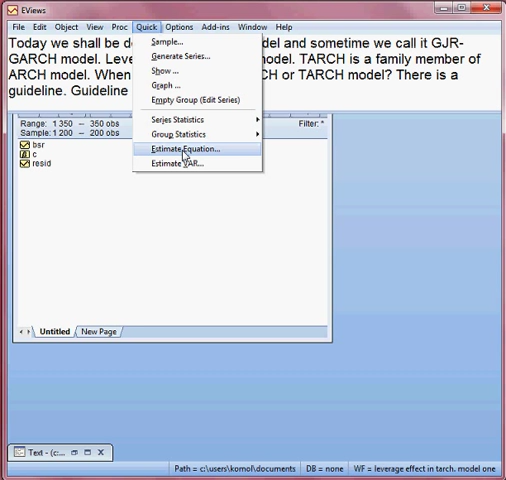 EViews
File Edit Object View Proc Quick Options Add-ins Window Help
Today we shall be d del and sometime we call it GJR-
GARCH model. Leve model. TARCH is a family member of
ARCH model. When CH or TARCH model? There is a
guideline. Guideline
Sample...
Generate Series...
Show ...
Graph ...
Empty Group (Edit Series)
Series Statistics
Group Statistics
Estimate Equation...
Estimate VAR...
Range: 1 350 -- 350 obs
Filter: *
Sample: 1 200 -- 200 obs
bsr
c
resid
Untitled New Page
Text - (c:...
Path = c:\users\komol\documents DB = none WF = leverage effect in tarch. model one